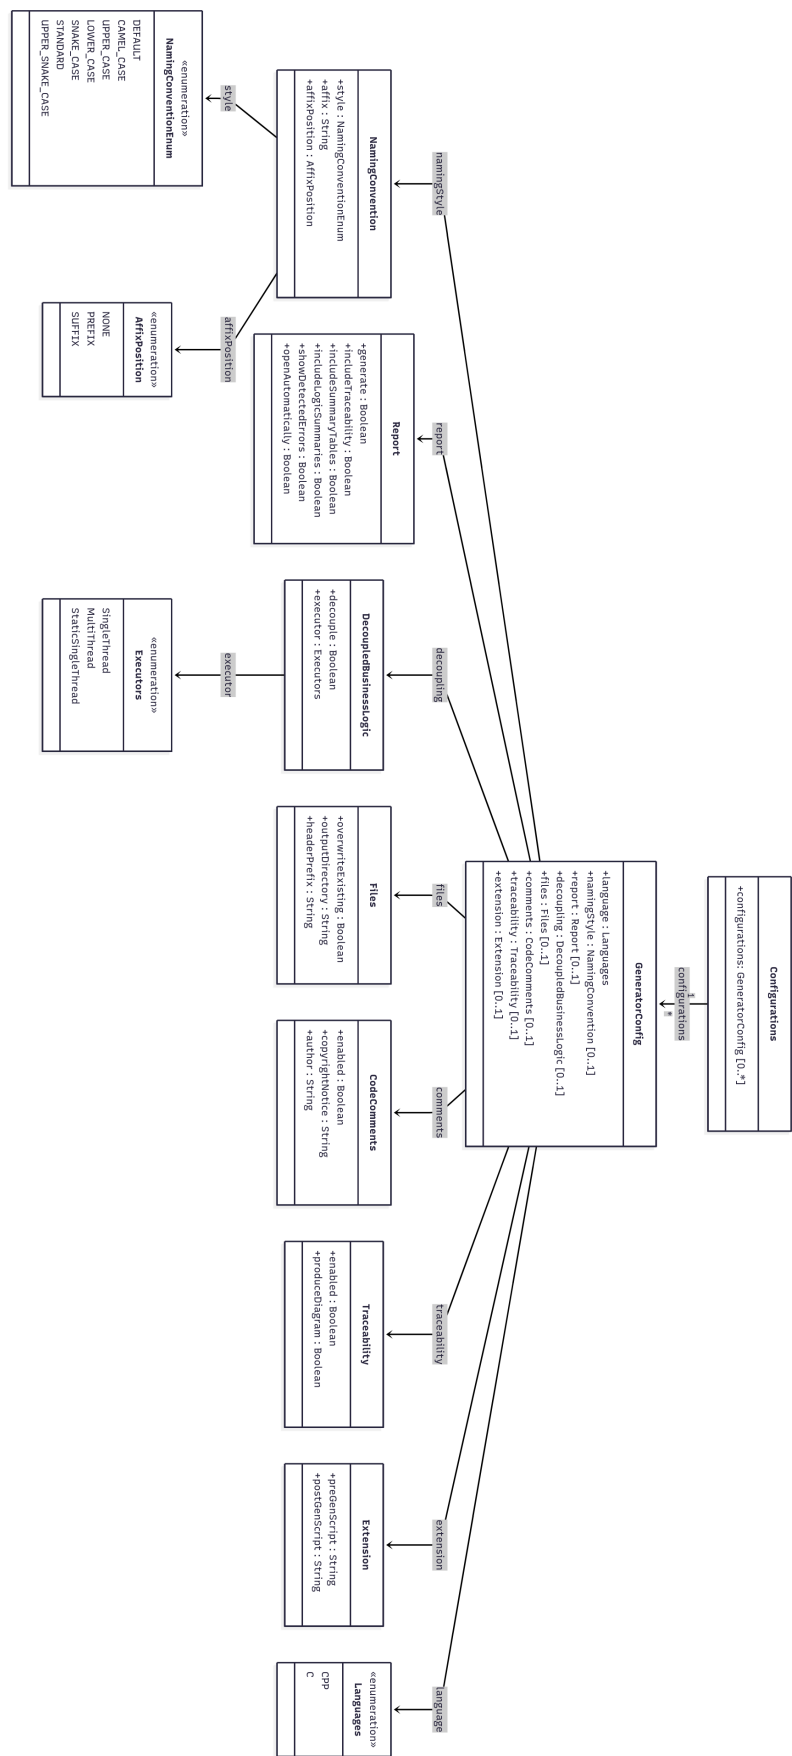 Configurations
+configurations: GeneratorConfig [0..*]
1
configurations
*
GeneratorConfig
+language : Languages
+namingStyle : NamingConvention [0..1]
+report : Report [0..1]
+decoupling : DecoupledBusinessLogic [0..1]
+files : Files [0..1]
+comments : CodeComments [0..1]
+traceability : Traceability [0..1]
+extension : Extension [0..1]
namingStyle
report
decoupling
files
comments
traceability
extension
language
NamingConvention
+style : NamingConventionEnum
+affix : String
+affixPosition : AffixPosition
Report
+generate : Boolean
+includeTraceability : Boolean
+includeSummaryTables : Boolean
+includeLogicSummaries : Boolean
+showDetectedErrors : Boolean
+openAutomatically : Boolean
DecoupledBusinessLogic
+decouple : Boolean
+executor : Executors
Files
+overwriteExisting : Boolean
+outputDirectory : String
+headerPrefix : String
CodeComments
+enabled : Boolean
+copyrightNotice : String
+author : String
Traceability
+enabled : Boolean
+produceDiagram : Boolean
Extension
+preGenScript : String
+postGenScript : String
«enumeration»
Languages
CPP
C
style
affixPosition
executor
«enumeration»
NamingConventionEnum
DEFAULT
CAMEL_CASE
UPPER_CASE
LOWER_CASE
SNAKE_CASE
STANDARD
UPPER_SNAKE_CASE
«enumeration»
AffixPosition
NONE
PREFIX
SUFFIX
«enumeration»
Executors
SingleThread
MultiThread
StaticSingleThread